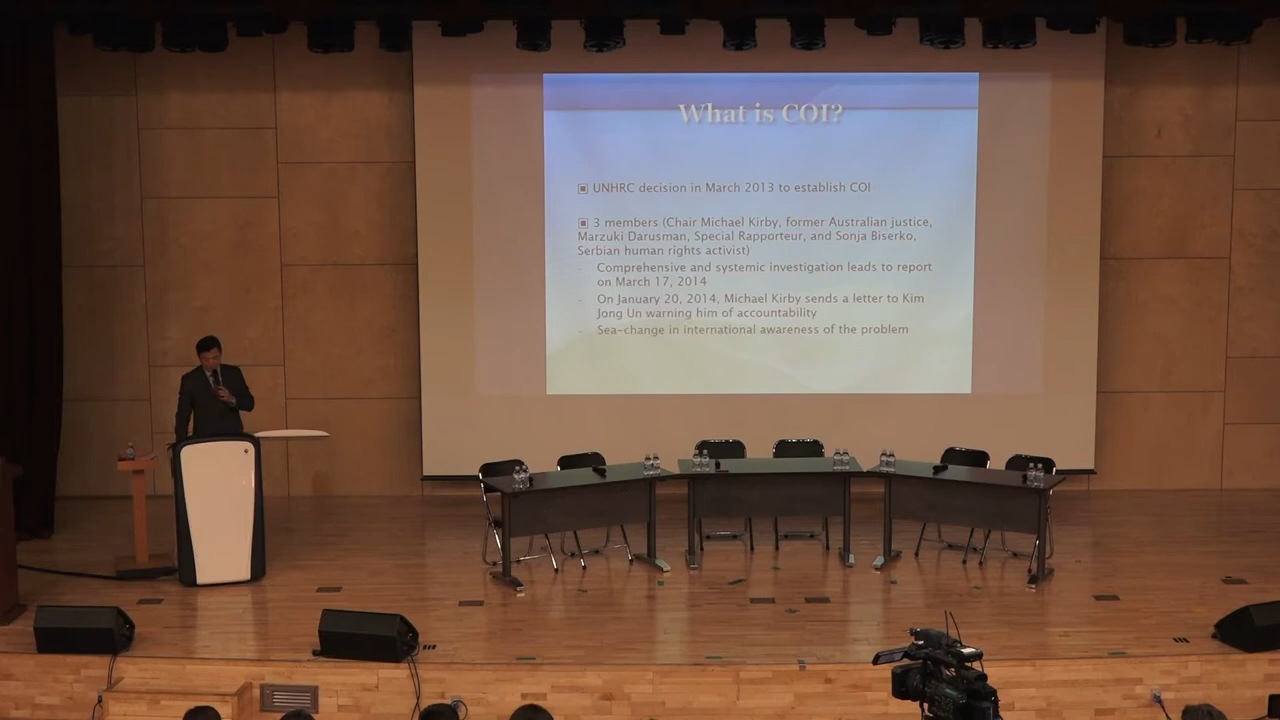 What is COI?
▣ UNHRC decision in March 2013 to establish COI
▣ 3 members (Chair Michael Kirby, former Australian justice,
Marzuki Darusman, Special Rapporteur, and Sonja Biserko,
Serbian human rights activist)
- Comprehensive and systemic investigation leads to report
on March 17, 2014
- On January 20, 2014, Michael Kirby sends a letter to Kim
Jong Un warning him of accountability
- Sea-change in international awareness of the problem